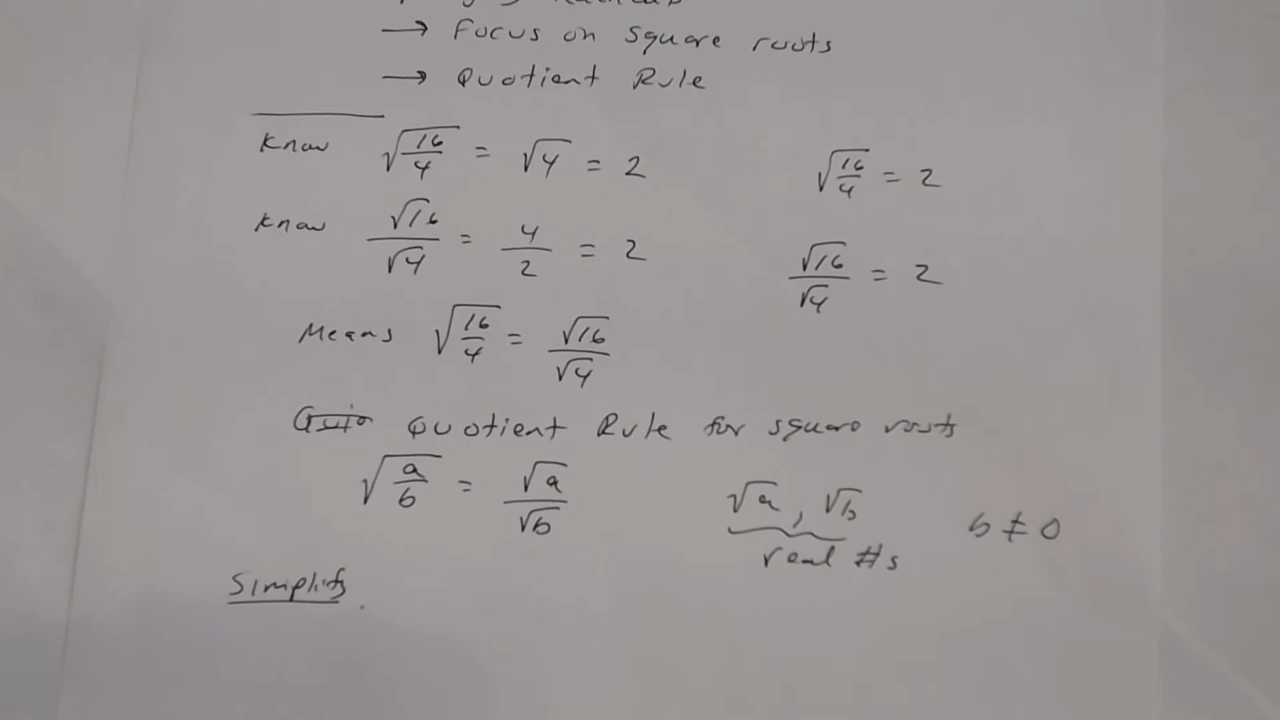 → Focus on square roots
→ Quotient Rule
Know √(16/4) = √4 = 2
√(16/4) = 2
Know √16/√4 = 4/2 = 2
√16/√4 = 2
Means √(16/4) = √16/√4
Quotient Rule for square roots
√(a/b) = √a/√b
√a, √b b ≠ 0
real #s
Simplify